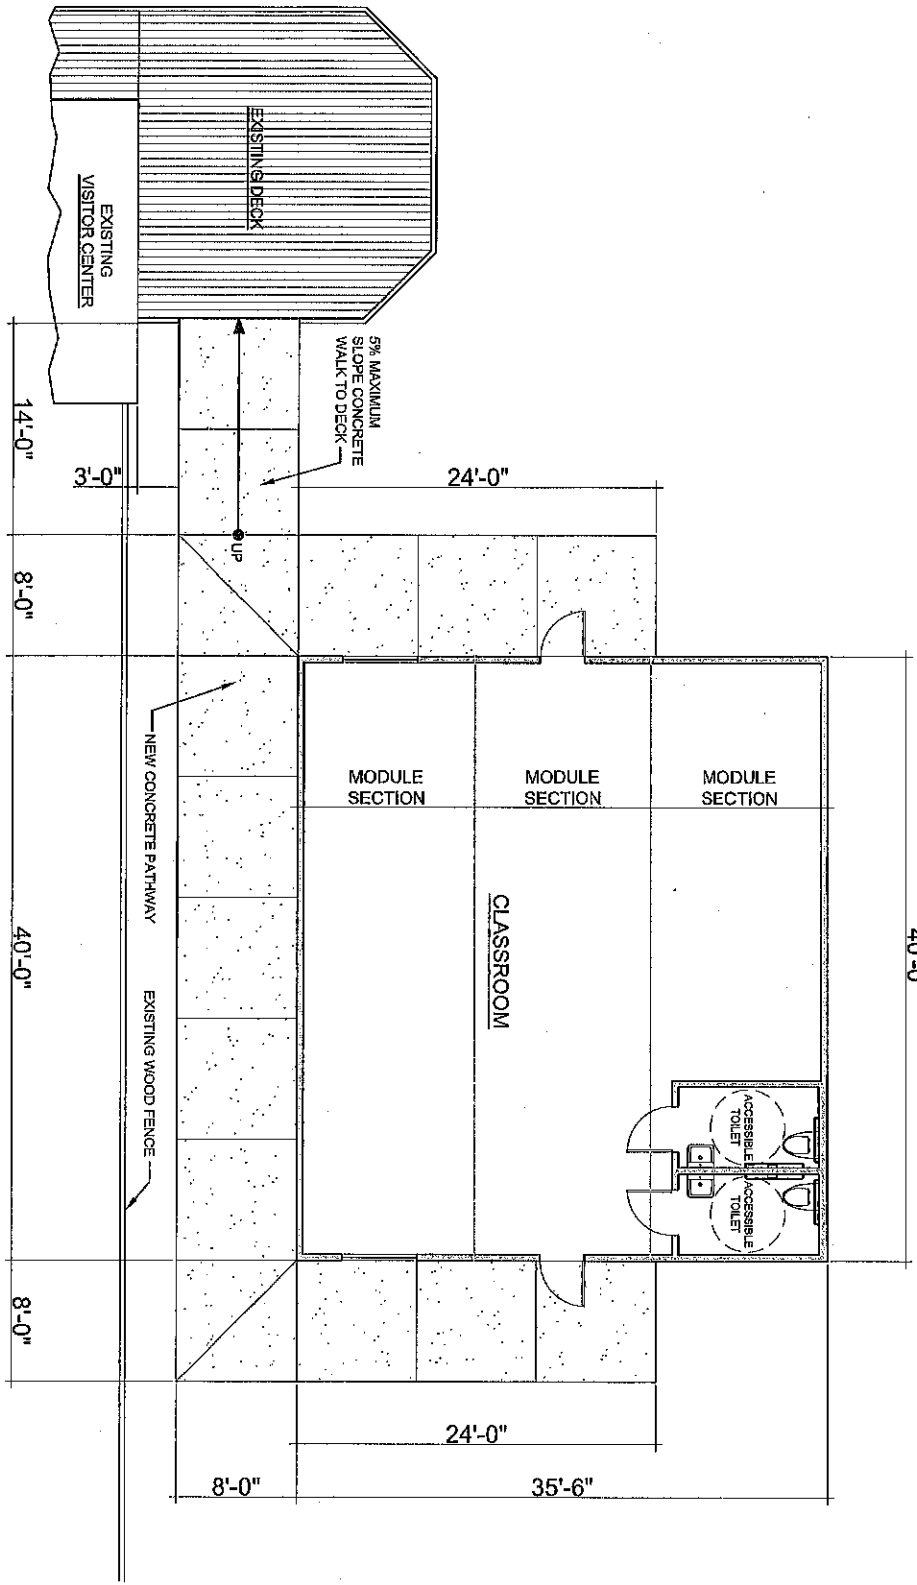 EXISTING DECK
EXISTING
VISITOR CENTER
5% MAXIMUM
SLOPE CONCRETE
WALK TO DECK
UP
14'-0"
3'-0"
24'-0"
8'-0"
MODULE
SECTION
MODULE
SECTION
MODULE
SECTION
NEW CONCRETE PATHWAY
CLASSROOM
40'-0"
40'-0
EXISTING WOOD FENCE
ACCESSIBLE
TOILET
ACCESSIBLE
TOILET
8'-0"
24'-0"
8'-0"
35'-6"